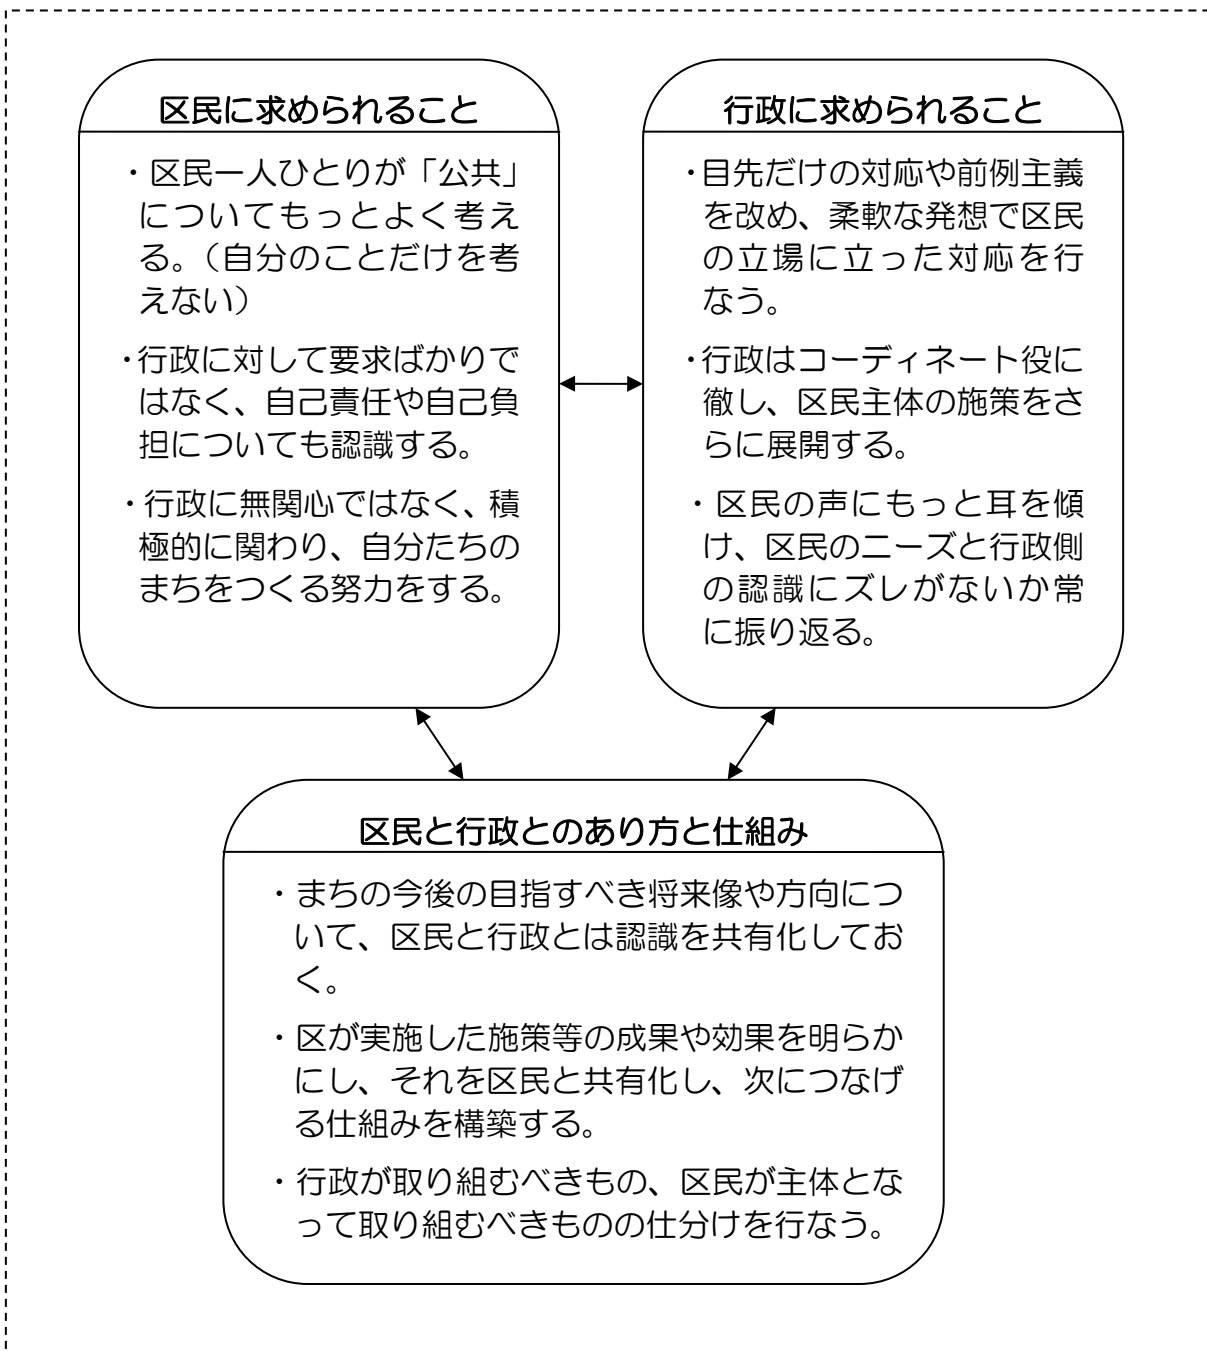 区民に求められること
・区民一人ひとりが「公共」
についてもっとよく考え
る。（自分のことだけを考
えない）
・行政に対して要求ばかりで
はなく、自己責任や自己負
担についても認識する。
・行政に無関心ではなく、積
極的に関わり、自分たちの
まちをつくる努力をする。
行政に求められること
・目先だけの対応や前例主義
を改め、柔軟な発想で区民
の立場に立った対応を行
なう。
・行政はコーディネート役に
徹し、区民主体の施策をさ
らに展開する。
・区民の声にもっと耳を傾
け、区民のニーズと行政側
の認識にズレがないか常
に振り返る。
区民と行政とのあり方と仕組み
・まちの今後の目指すべき将来像や方向につ
いて、区民と行政とは認識を共有化してお
く。
・区が実施した施策等の成果や効果を明らか
にし、それを区民と共有化し、次につなげ
る仕組みを構築する。
・行政が取り組むべきもの、区民が主体とな
って取り組むべきものの仕分けを行なう。